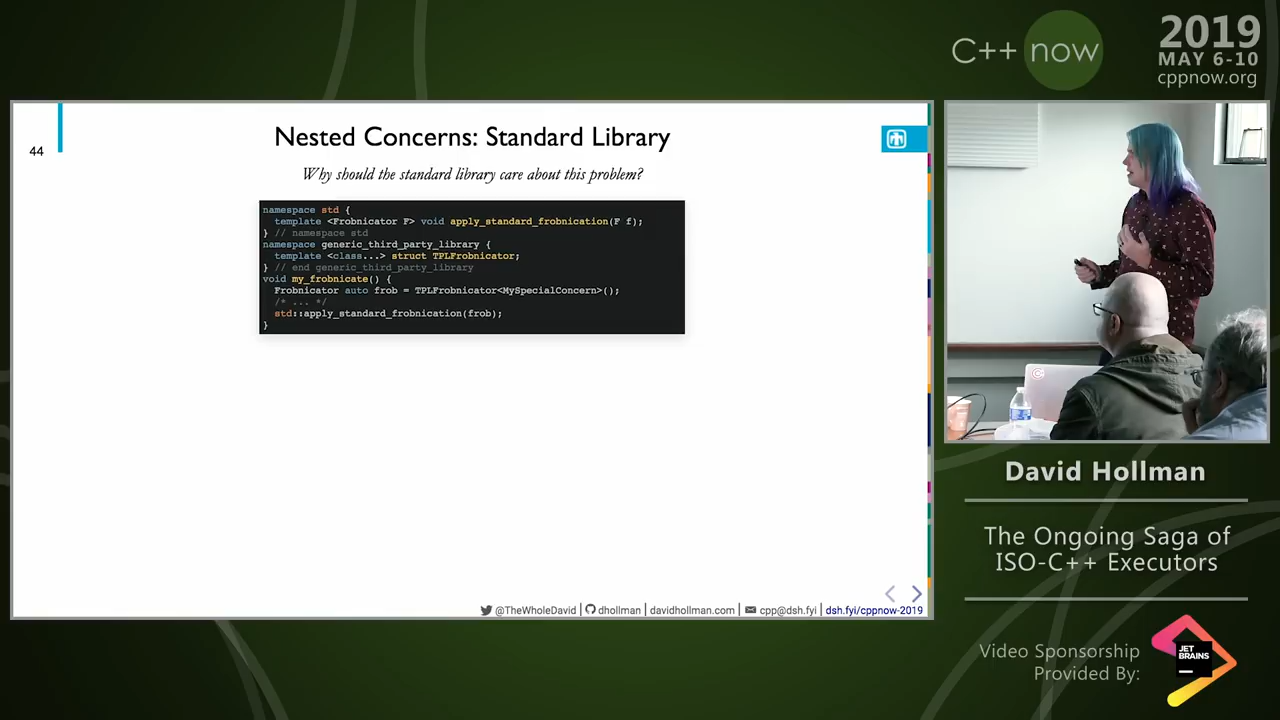 C++ now
2019
MAY 6-10
cppnow.org
44
Nested Concerns: Standard Library
Why should the standard library care about this problem?
namespace std {
  template <Frobnicator F> void apply_standard_frobnication(F f);
} // namespace std
namespace generic_third_party_library {
  template <class...> struct TPLFrobnicator;
} // end generic_third_party_library
void my_frobnicate() {
  Frobnicator auto frob = TPLFrobnicator<MySpecialConcern>();
  /* ... */
  std::apply_standard_frobnication(frob);
}
@TheWholeDavid | dhollman | davidhollman.com | cpp@dsh.fyi | dsh.fyi/cppnow-2019
David Hollman
The Ongoing Saga of
ISO-C++ Executors
Video Sponsorship
Provided By:
JET
BRAINS